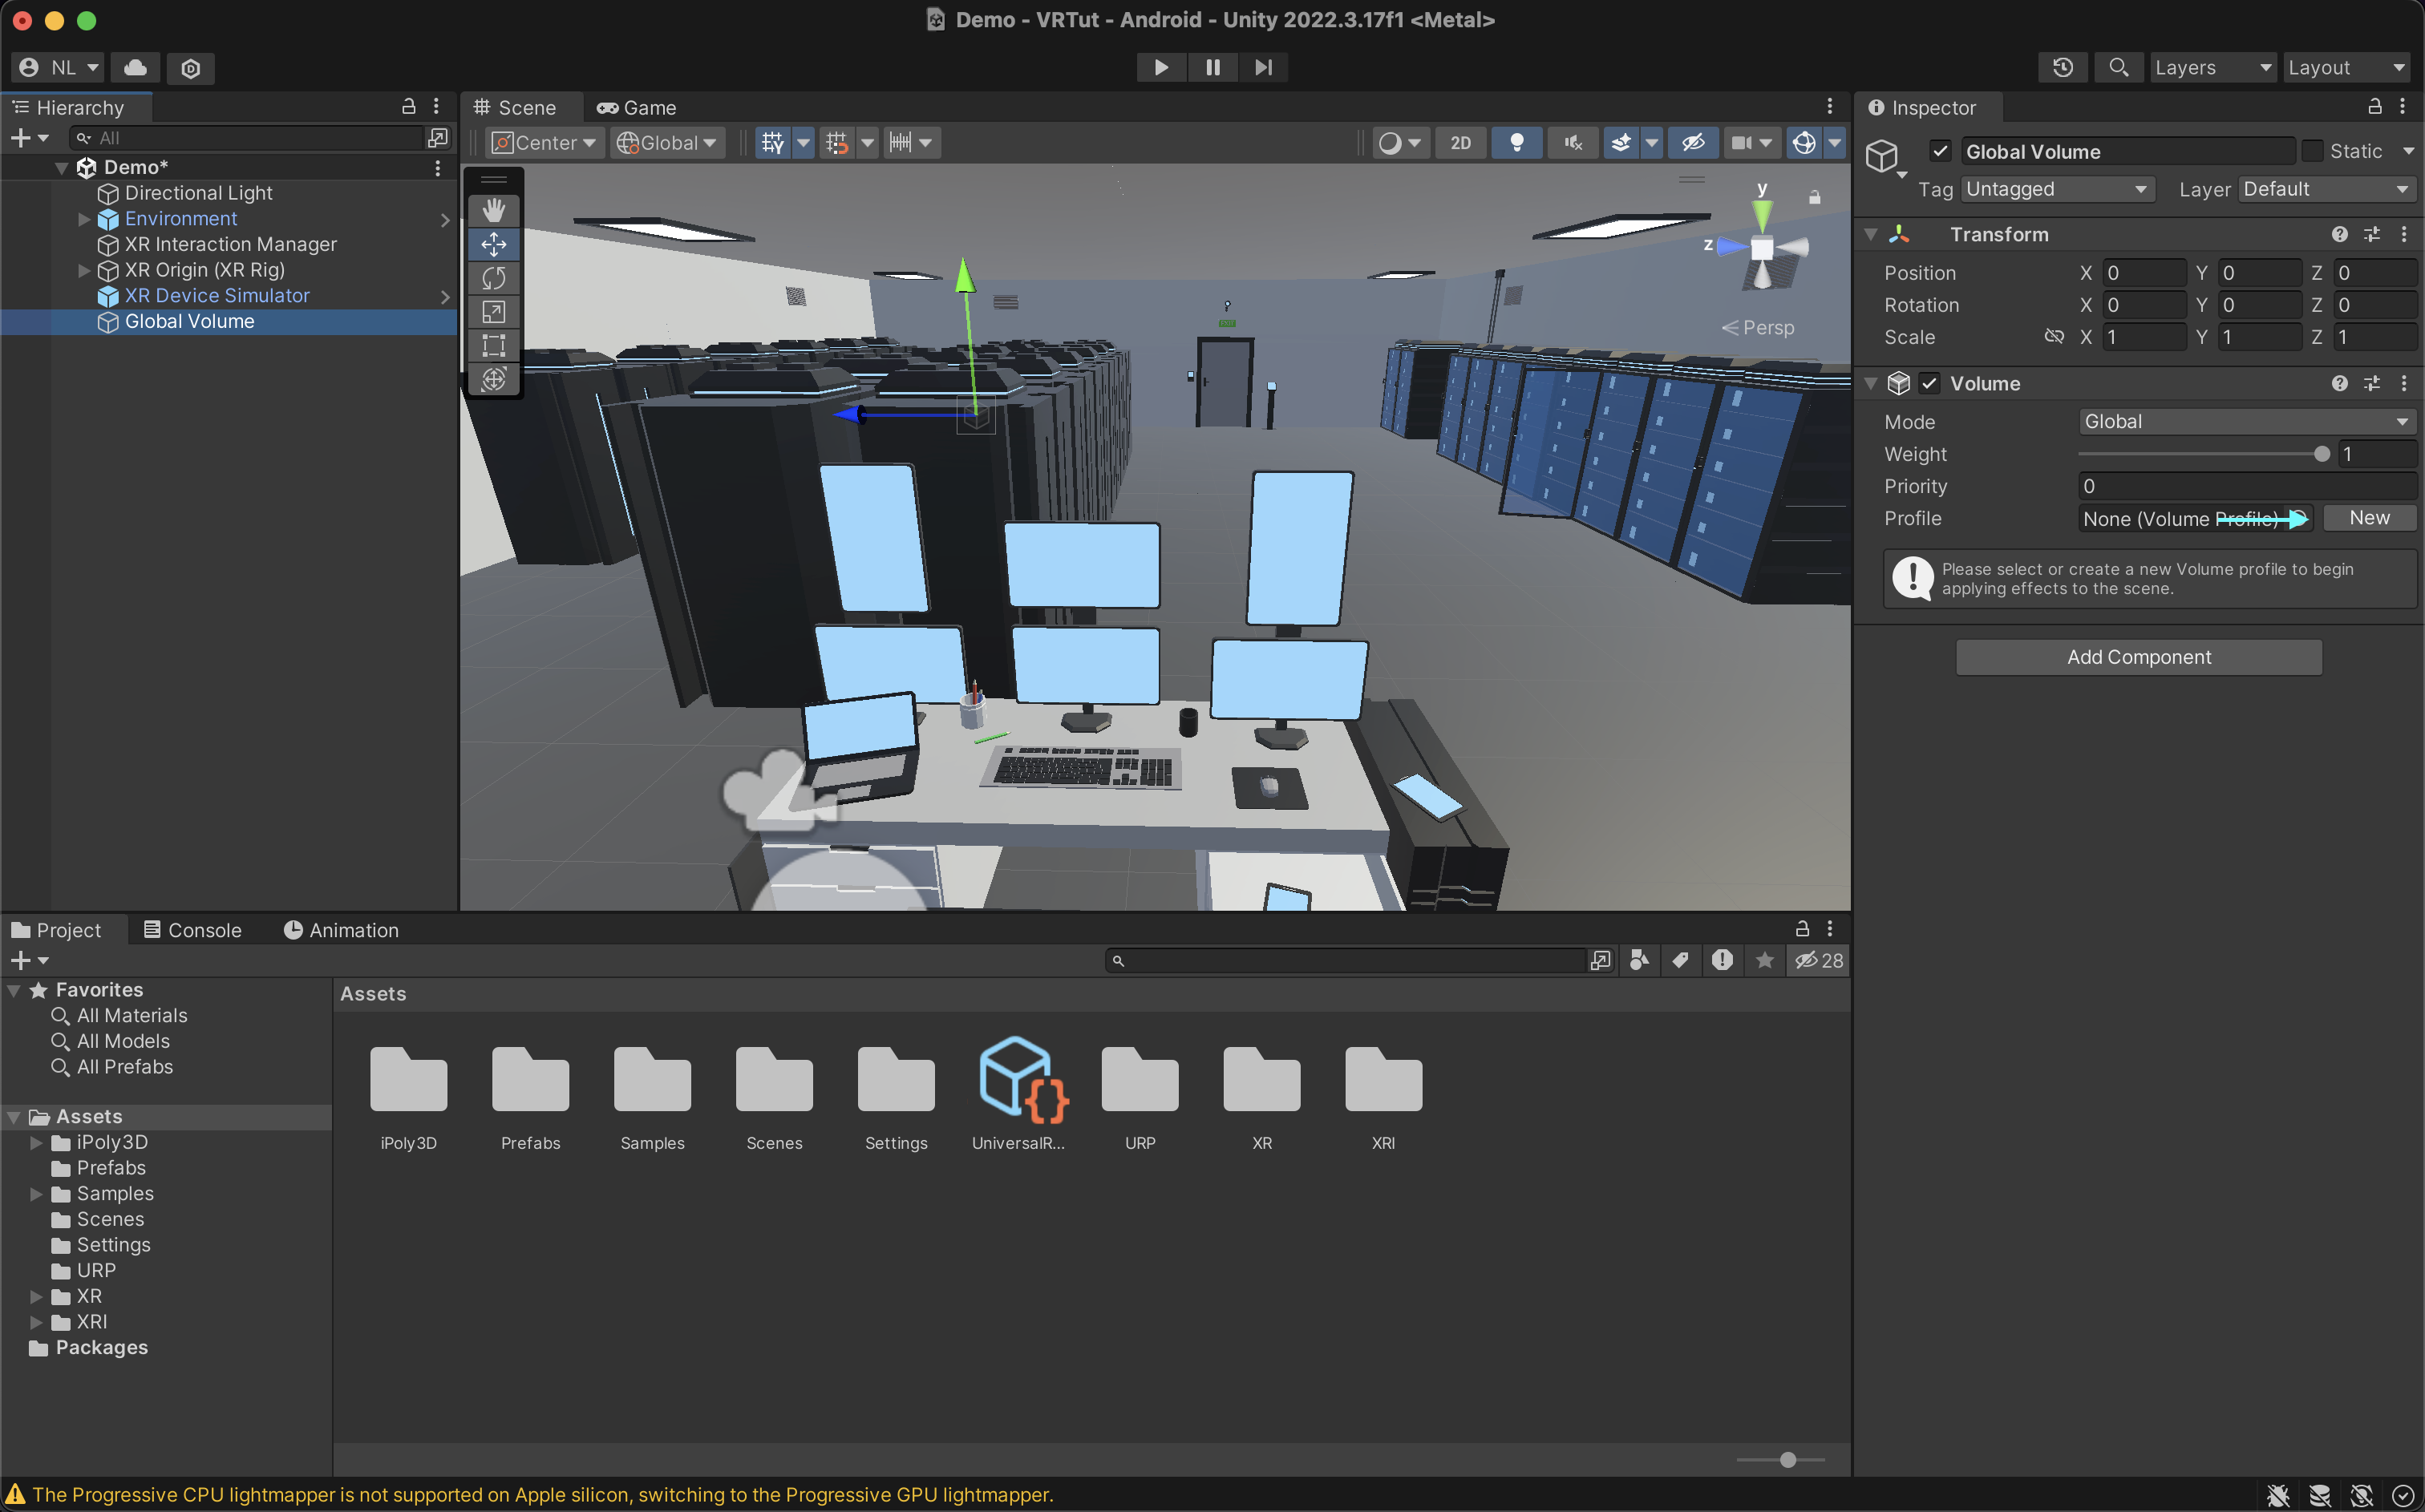 Demo - VRTut - Android - Unity 2022.3.17f1 <Metal>
NL
Layers
Layout
Hierarchy
All
Demo*
Directional Light
Environment
XR Interaction Manager
XR Origin (XR Rig)
XR Device Simulator
Global Volume
Scene
Game
Center
Global
2D
y
z
Persp
Inspector
Global Volume
Static
Tag
Untagged
Layer
Default
Transform
Position X 0 Y 0 Z 0
Rotation X 0 Y 0 Z 0
Scale X 1 Y 1 Z 1
Volume
Mode
Global
Weight
1
Priority
0
Profile
None (Volume Profile)
New
Please select or create a new Volume profile to begin
applying effects to the scene.
Add Component
Project
Console
Animation
28
Favorites
All Materials
All Models
All Prefabs
Assets
iPoly3D
Prefabs
Samples
Scenes
Settings
URP
XR
XRI
Packages
Assets
iPoly3D
Prefabs
Samples
Scenes
Settings
UniversalR...
URP
XR
XRI
The Progressive CPU lightmapper is not supported on Apple silicon, switching to the Progressive GPU lightmapper.